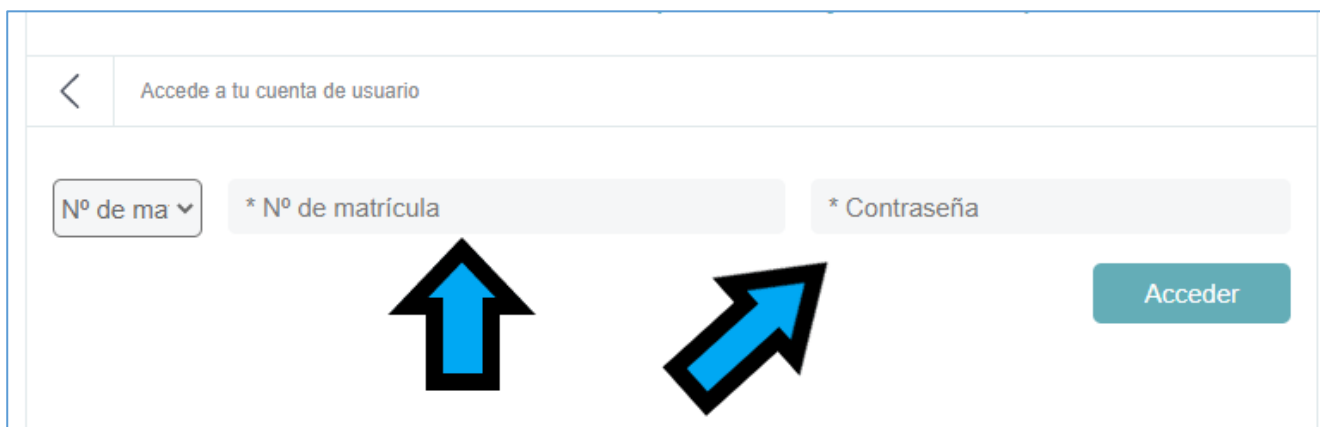 Accede a tu cuenta de usuario
Nº de ma
* Nº de matrícula
* Contraseña
Acceder